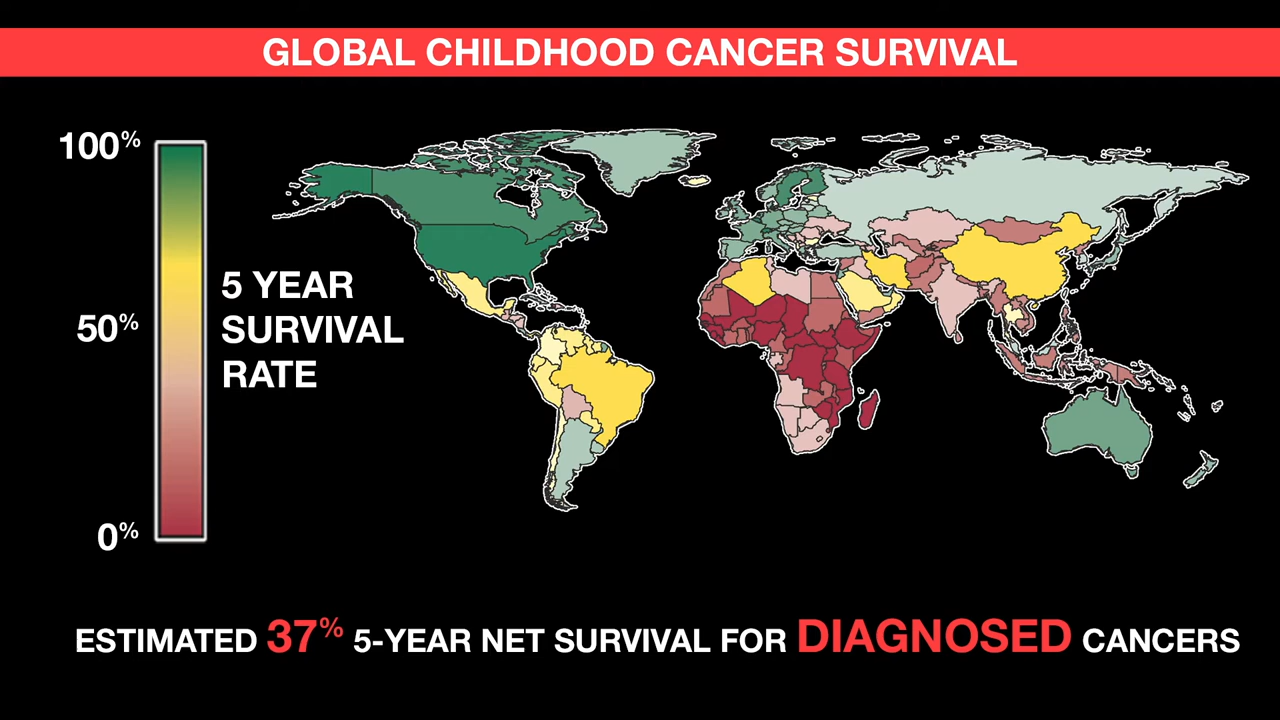 GLOBAL CHILDHOOD CANCER SURVIVAL
100%
50%
0%
5 YEAR
SURVIVAL
RATE
ESTIMATED 37% 5-YEAR NET SURVIVAL FOR DIAGNOSED CANCERS